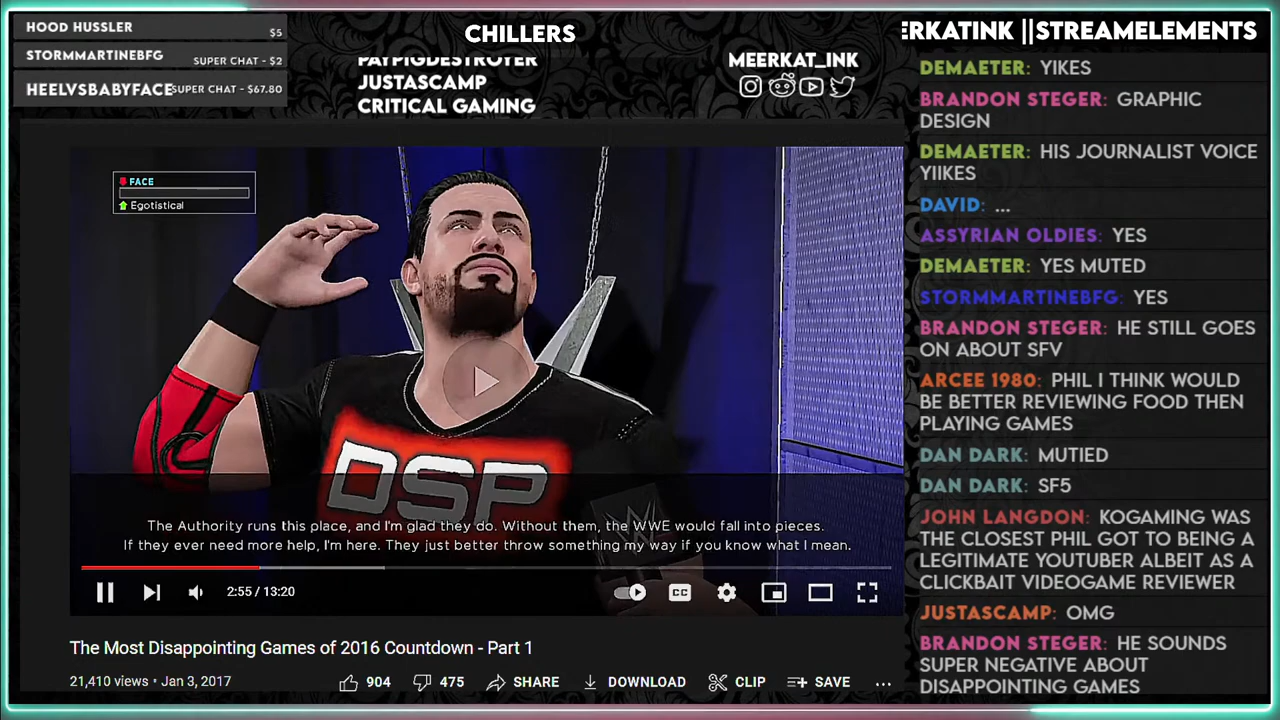 HOOD HUSSLER $5
STORMMARTINEBFG SUPER CHAT - $2
HEELVSBABYFACE SUPER CHAT - $67.80
CHILLERS
PAYPIGDESTROYER
JUSTASCAMP
CRITICAL GAMING
MEERKAT_INK
ERKATINK ||STREAMELEMENTS
FACE
Egotistical
DSP
The Authority runs this place, and I'm glad they do. Without them, the WWE would fall into pieces.
If they ever need more help, I'm here. They just better throw something my way if you know what I mean.
2:55 / 13:20
CC
The Most Disappointing Games of 2016 Countdown - Part 1
21,410 views • Jan 3, 2017
904 475 SHARE DOWNLOAD CLIP SAVE ...
DEMAETER: YIKES
BRANDON STEGER: GRAPHIC
DESIGN
DEMAETER: HIS JOURNALIST VOICE
YIIKES
DAVID: ...
ASSYRIAN OLDIES: YES
DEMAETER: YES MUTED
STORMMARTINEBFG: YES
BRANDON STEGER: HE STILL GOES
ON ABOUT SFV
ARCEE 1980: PHIL I THINK WOULD
BE BETTER REVIEWING FOOD THEN
PLAYING GAMES
DAN DARK: MUTIED
DAN DARK: SF5
JOHN LANGDON: KOGAMING WAS
THE CLOSEST PHIL GOT TO BEING A
LEGITIMATE YOUTUBER ALBEIT AS A
CLICKBAIT VIDEOGAME REVIEWER
JUSTASCAMP: OMG
BRANDON STEGER: HE SOUNDS
SUPER NEGATIVE ABOUT
DISAPPOINTING GAMES